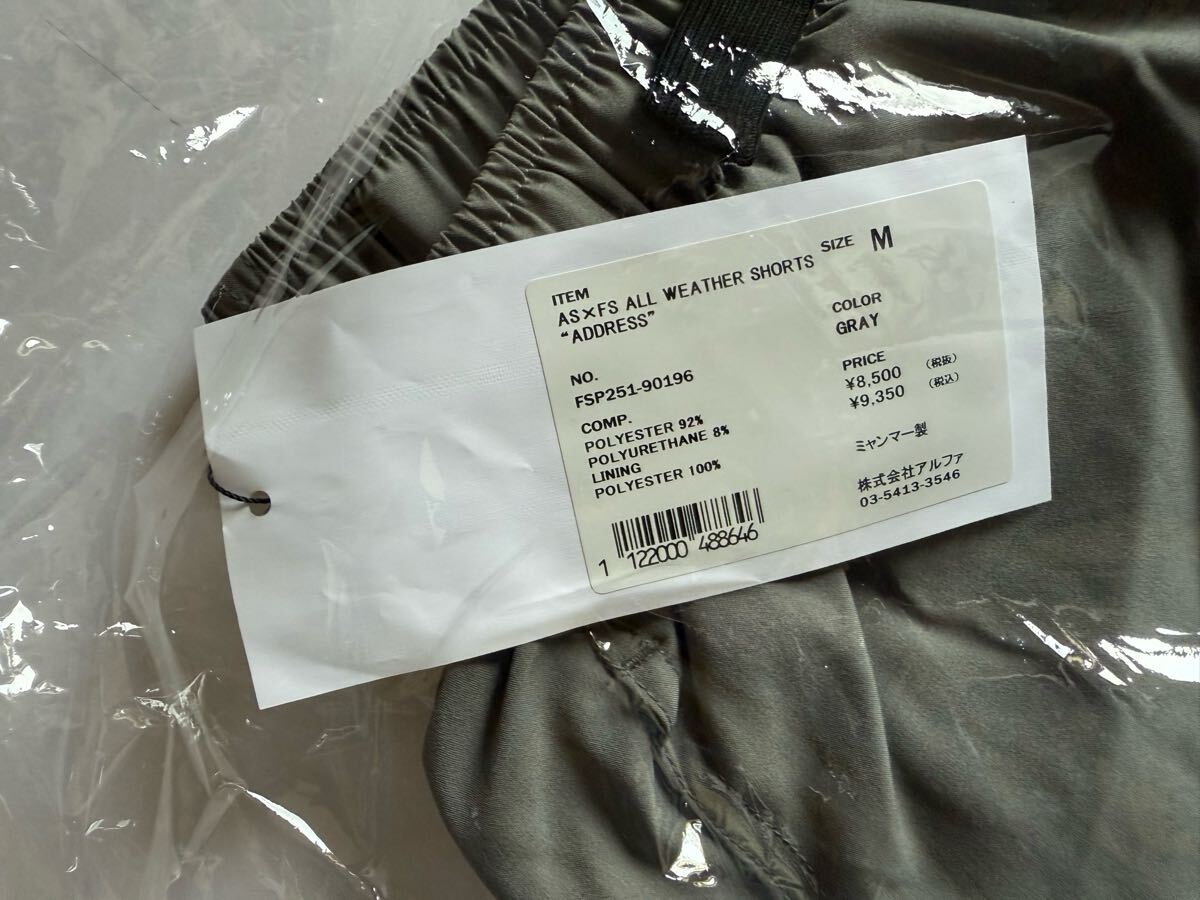 ITEM
AS×FS ALL WEATHER SHORTS
“ADDRESS”
SIZE M
COLOR
GRAY
NO.
FSP251-90196
PRICE
¥8,500 (税抜)
¥9,350 (税込)
COMP.
POLYESTER 92%
POLYURETHANE 8%
LINING
POLYESTER 100%
ミャンマー製
株式会社アルファ
03-5413-3546
1 122000 488646